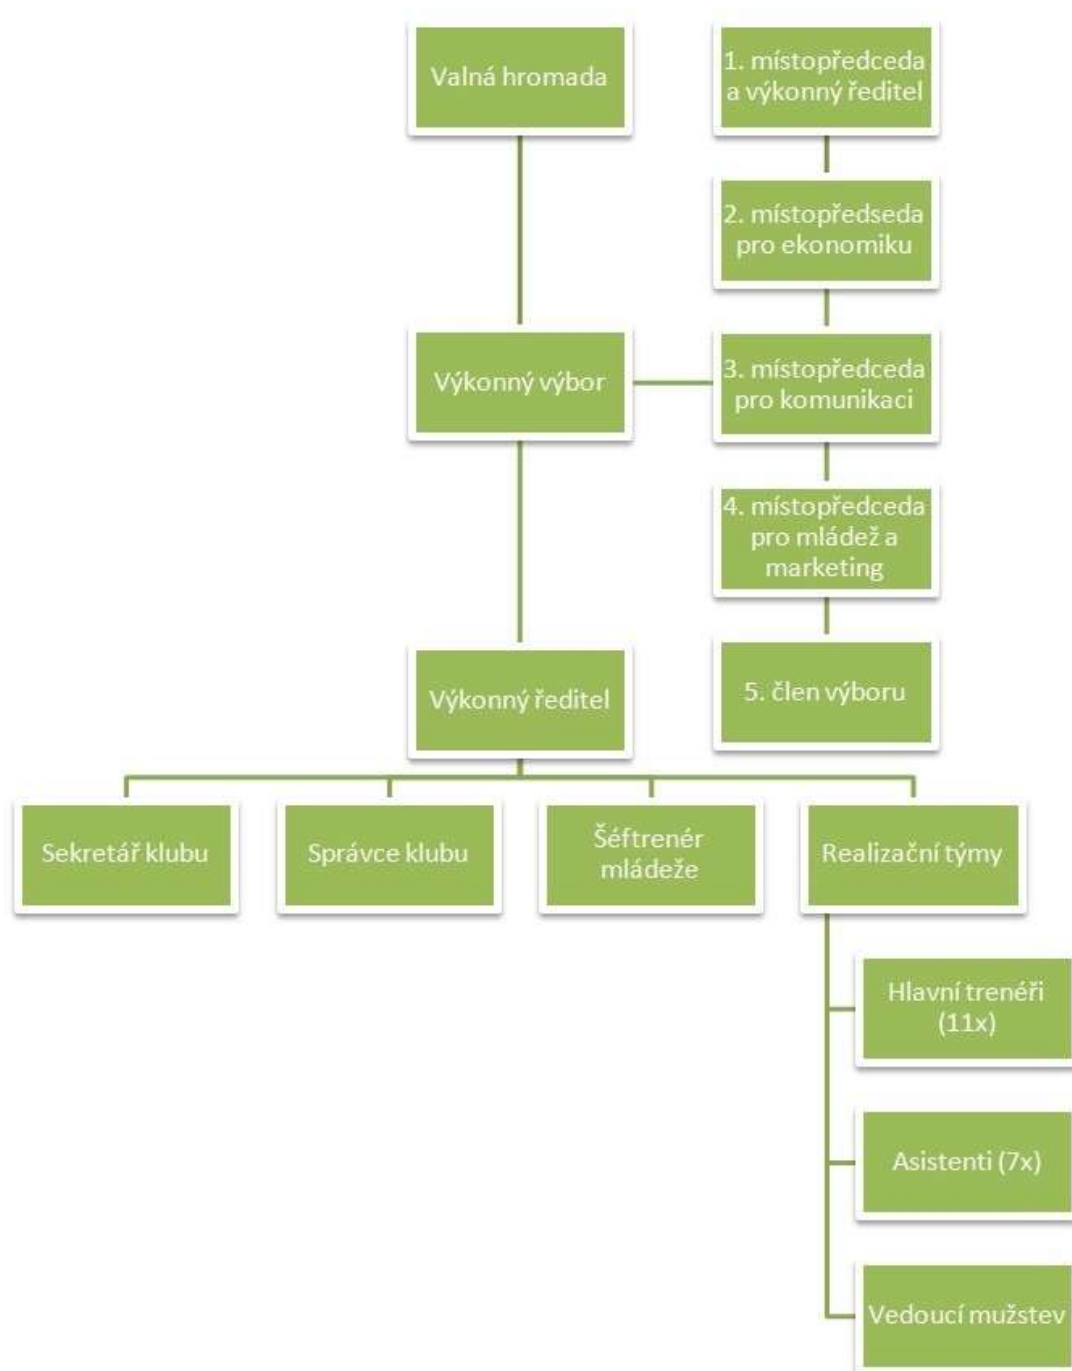 Valná hromada
1. místopředceda
a výkonný ředitel
2. místopředseda
pro ekonomiku
Výkonný výbor
3. místopředceda
pro komunikaci
4. místopředceda
pro mládež a
marketing
Výkonný ředitel
5. člen výboru
Sekretář klubu
Správce klubu
Šéftrenér
mládeže
Realizační týmy
Hlavní trenéři
(11x)
Asistenti (7x)
Vedoucí mužstev